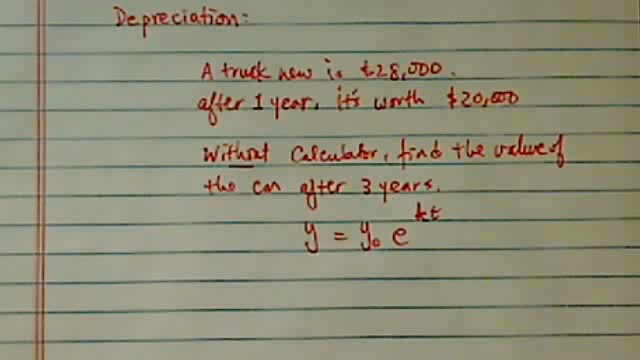 Depreciation:
A truck new is $28,000.
after 1 year, it's worth $20,000
Without Calculator, find the value of
the car after 3 years.
y = y₀ e^{kt}